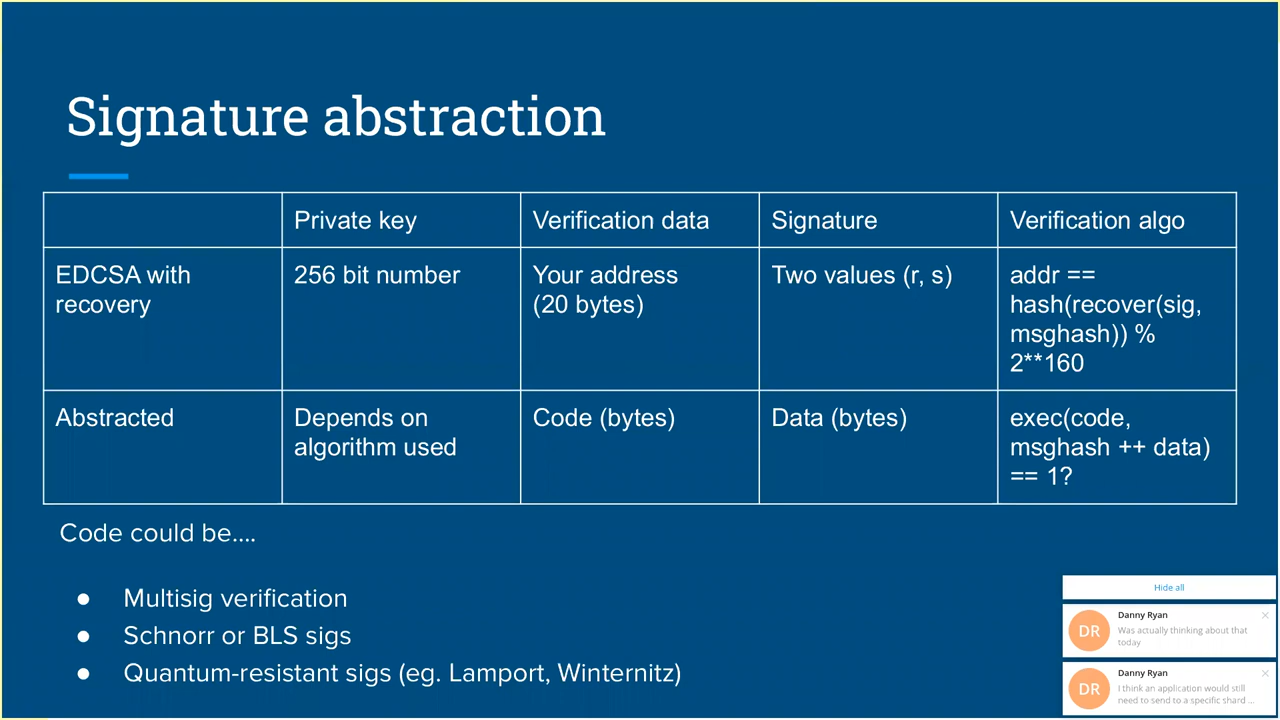 Signature abstraction
Private key
Verification data
Signature
Verification algo
EDCSA with
recovery
256 bit number
Your address
(20 bytes)
Two values (r, s)
addr ==
hash(recover(sig,
msghash)) %
2**160
Abstracted
Depends on
algorithm used
Code (bytes)
Data (bytes)
exec(code,
msghash ++ data)
== 1?
Code could be....
● Multisig verification
● Schnorr or BLS sigs
● Quantum-resistant sigs (eg. Lamport, Winternitz)
Hide all
DR
Danny Ryan
Was actually thinking about that
today
DR
Danny Ryan
I think an application would still
need to send to a specific shard ...